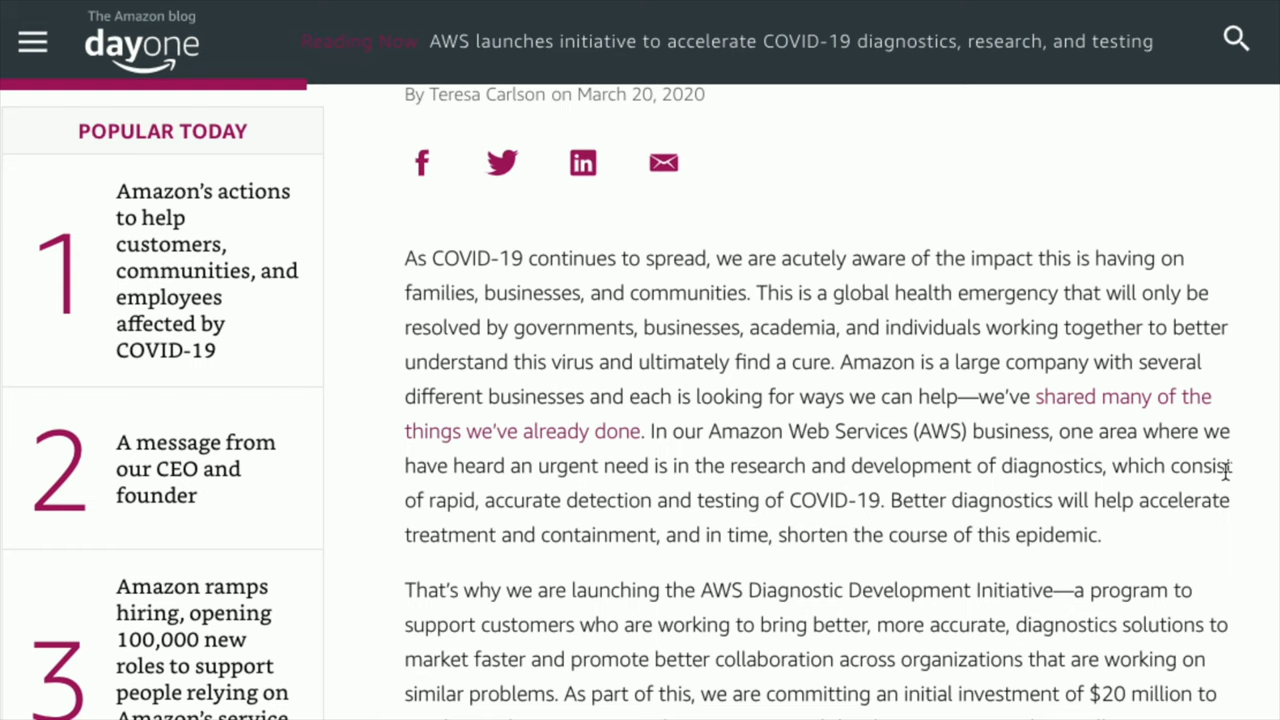 The Amazon blog
dayone
Reading Now AWS launches initiative to accelerate COVID-19 diagnostics, research, and testing
By Teresa Carlson on March 20, 2020
POPULAR TODAY
1
Amazon's actions
to help
customers,
communities, and
employees
affected by
COVID-19
2
A message from
our CEO and
founder
3
Amazon ramps
hiring, opening
100,000 new
roles to support
people relying on
Amazon's service
As COVID-19 continues to spread, we are acutely aware of the impact this is having on
families, businesses, and communities. This is a global health emergency that will only be
resolved by governments, businesses, academia, and individuals working together to better
understand this virus and ultimately find a cure. Amazon is a large company with several
different businesses and each is looking for ways we can help—we've shared many of the
things we've already done. In our Amazon Web Services (AWS) business, one area where we
have heard an urgent need is in the research and development of diagnostics, which consist
of rapid, accurate detection and testing of COVID-19. Better diagnostics will help accelerate
treatment and containment, and in time, shorten the course of this epidemic.
That's why we are launching the AWS Diagnostic Development Initiative—a program to
support customers who are working to bring better, more accurate, diagnostics solutions to
market faster and promote better collaboration across organizations that are working on
similar problems. As part of this, we are committing an initial investment of $20 million to